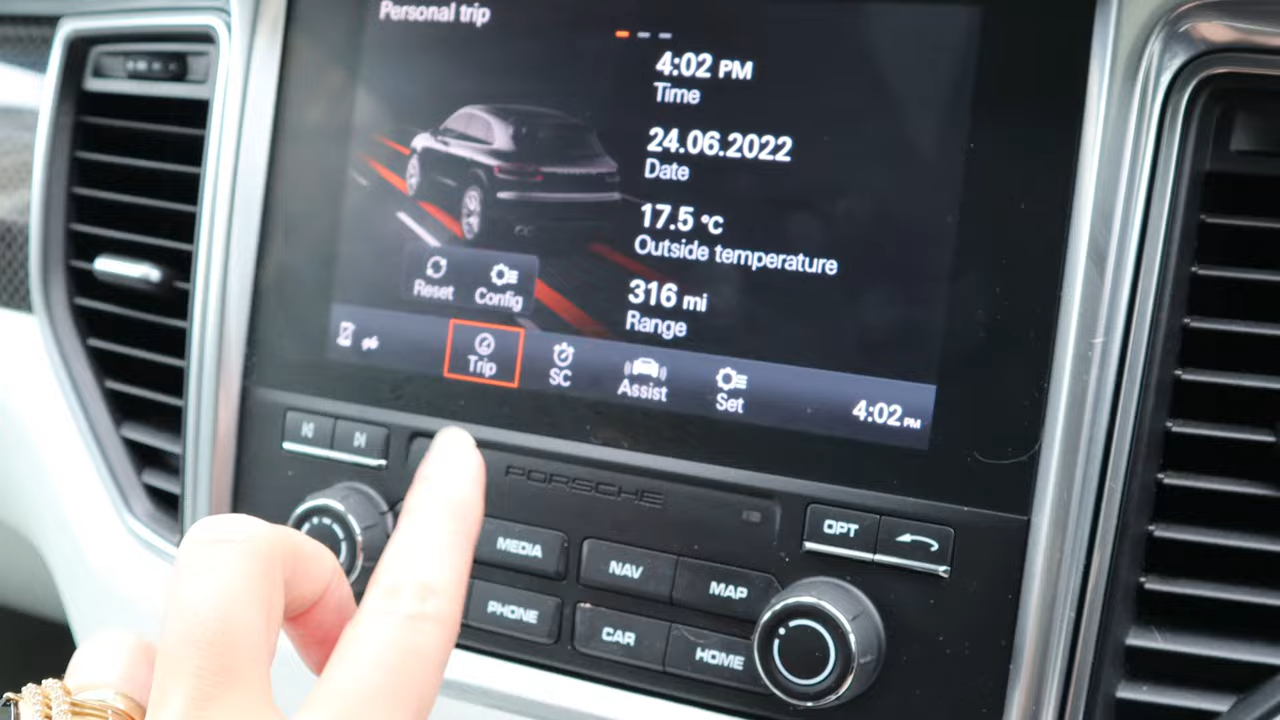 Personal trip
4:02 PM
Time
24.06.2022
Date
17.5 °C
Outside temperature
316 mi
Range
Reset
Config
Trip
SC
Assist
Set
4:02 PM
PORSCHE
OPT
MEDIA
NAV
MAP
PHONE
CAR
HOME